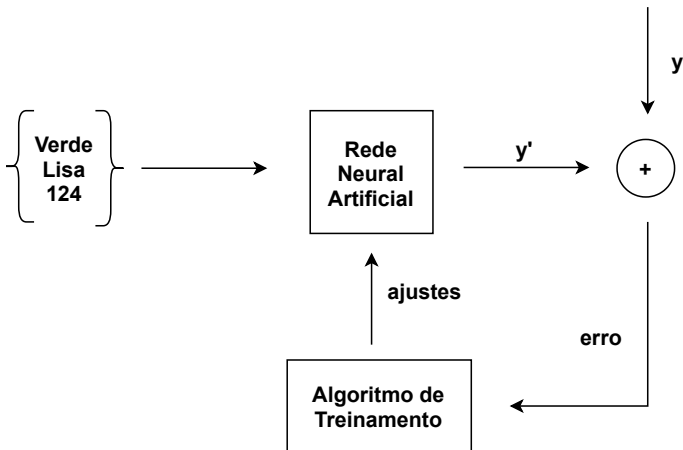 y
Verde
Lisa
124
Rede
Neural
Artificial
y'
+
ajustes
erro
Algoritmo de
Treinamento